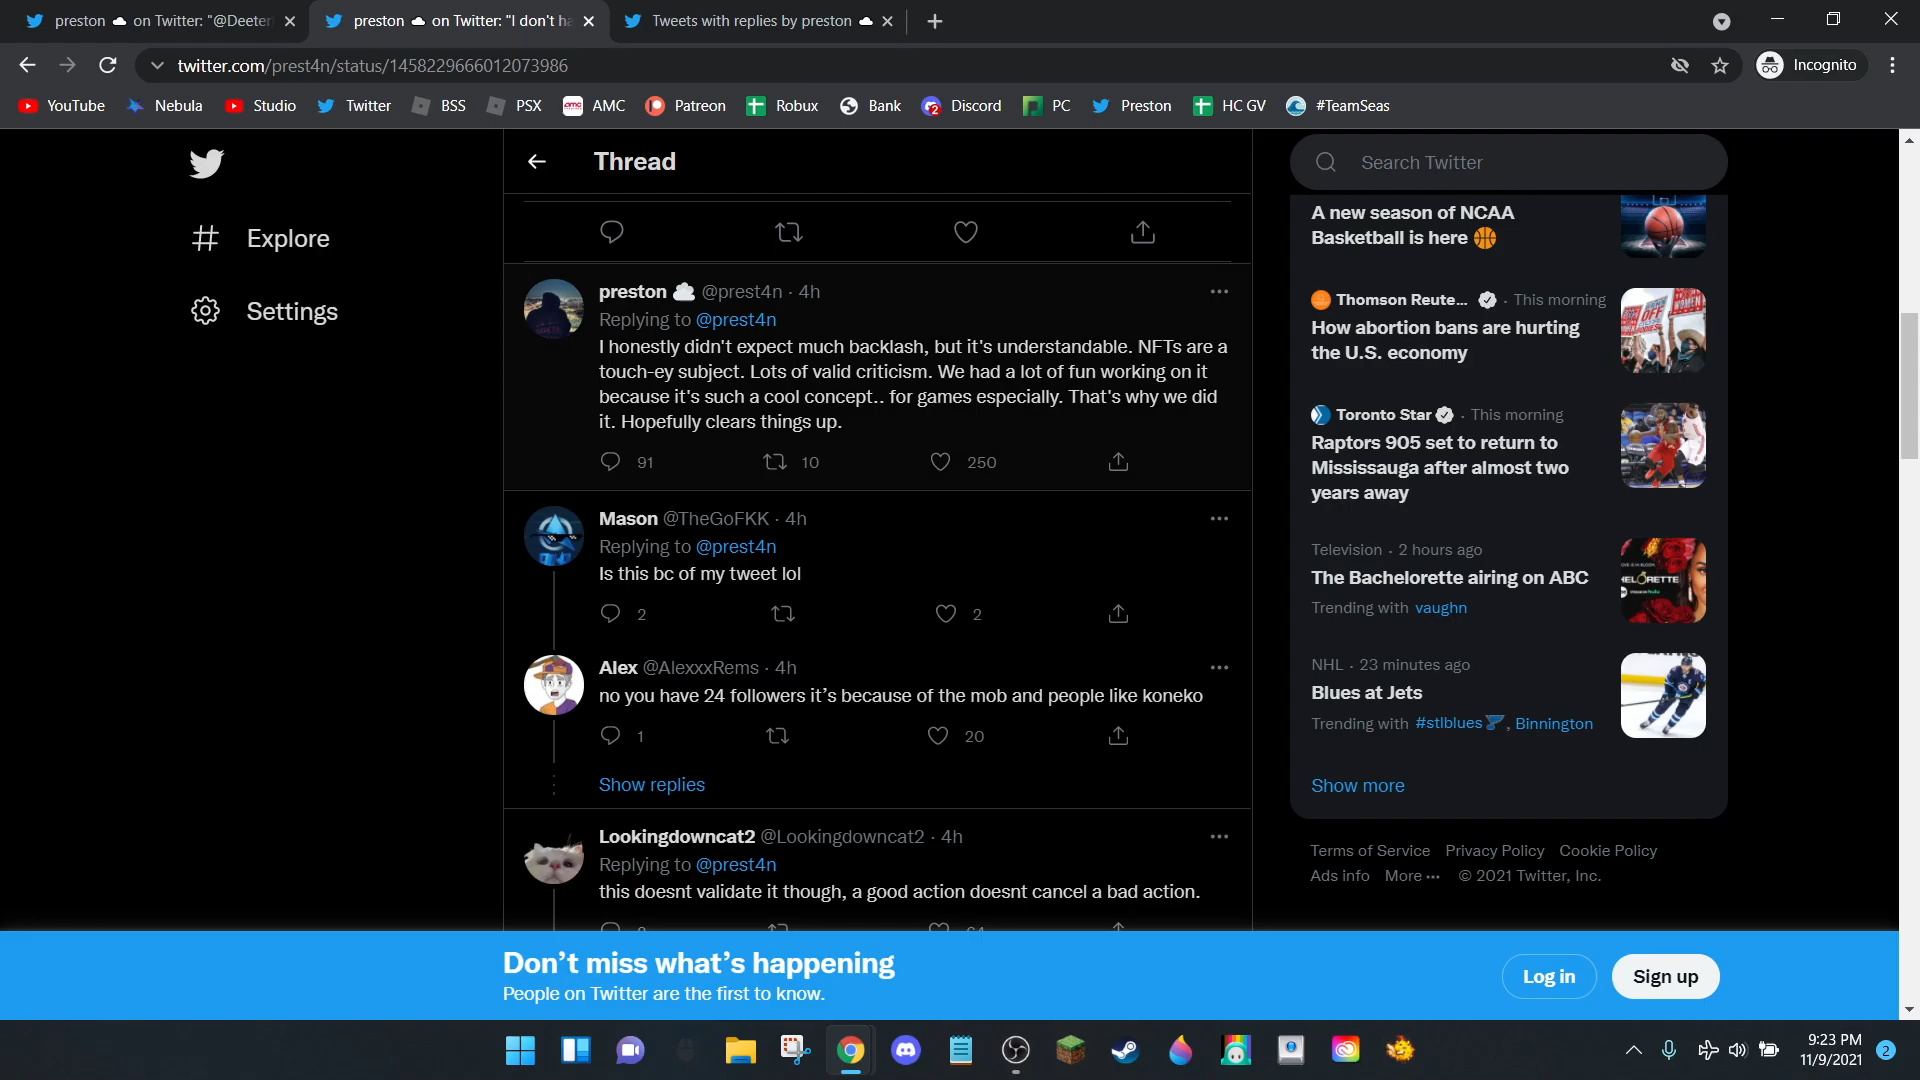 preston on Twitter: "@Deeter
preston on Twitter: "I don't ha
Tweets with replies by preston
twitter.com/prest4n/status/1458229666012073986
Incognito
YouTube
Nebula
Studio
Twitter
BSS
PSX
AMC
Patreon
Robux
Bank
Discord
PC
Preston
HC GV
#TeamSeas
Explore
Settings
Thread
preston @prest4n · 4h
Replying to @prest4n
I honestly didn't expect much backlash, but it's understandable. NFTs are a
touch-ey subject. Lots of valid criticism. We had a lot of fun working on it
because it's such a cool concept.. for games especially. That's why we did
it. Hopefully clears things up.
91 10 250
Mason @TheGoFKK · 4h
Replying to @prest4n
Is this bc of my tweet lol
2 2
Alex @AlexxxRems · 4h
no you have 24 followers it’s because of the mob and people like koneko
1 20
Show replies
Lookingdowncat2 @Lookingdowncat2 · 4h
Replying to @prest4n
this doesnt validate it though, a good action doesnt cancel a bad action.
Search Twitter
A new season of NCAA
Basketball is here
Thomson Reute... · This morning
How abortion bans are hurting
the U.S. economy
Toronto Star · This morning
Raptors 905 set to return to
Mississauga after almost two
years away
Television · 2 hours ago
The Bachelorette airing on ABC
Trending with vaughn
NHL · 23 minutes ago
Blues at Jets
Trending with #stlblues , Binnington
Show more
Terms of Service Privacy Policy Cookie Policy
Ads info More ··· © 2021 Twitter, Inc.
Don’t miss what’s happening
People on Twitter are the first to know.
Log in
Sign up
9:23 PM
11/9/2021
2